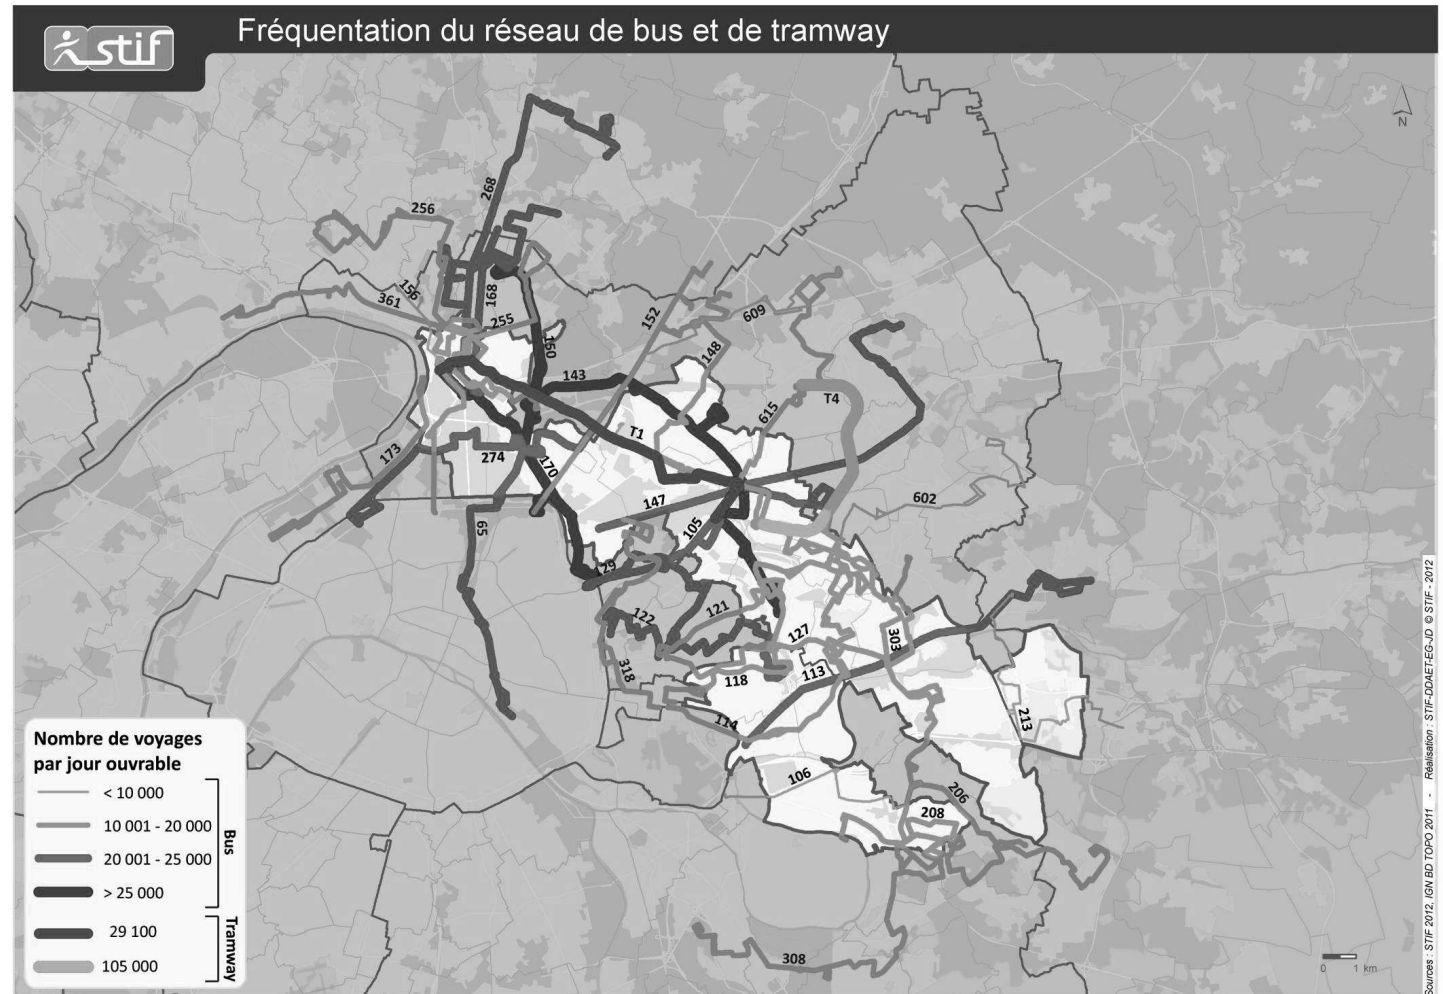 stif
Fréquentation du réseau de bus et de tramway
N
268
256
156
168
361
255
150
152
609
148
143
615
T4
T1
173
274
170
147
602
105
65
129
122
121
127
303
318
118
113
114
213
106
206
208
308
Nombre de voyages
par jour ouvrable
< 10 000
10 001 - 20 000
20 001 - 25 000
> 25 000
Bus
29 100
105 000
Tramway
0 1 km
Sources : STIF 2012, IGN BD TOPO 2011 - Réalisation : STIF-DDAET-EG-JD © STIF - 2012